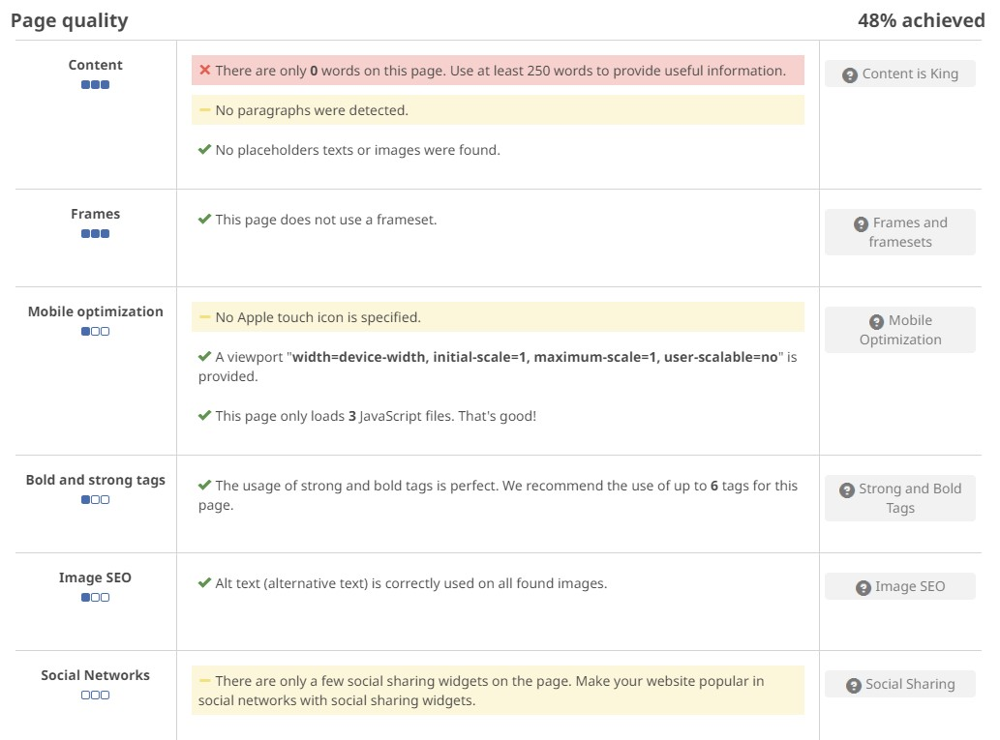 Page quality
48% achieved
Content
There are only 0 words on this page. Use at least 250 words to provide useful information.
Content is King
No paragraphs were detected.
No placeholders texts or images were found.
Frames
This page does not use a frameset.
Frames and
framesets
Mobile optimization
No Apple touch icon is specified.
Mobile
Optimization
A viewport "width=device-width, initial-scale=1, maximum-scale=1, user-scalable=no" is
provided.
This page only loads 3 JavaScript files. That's good!
Bold and strong tags
The usage of strong and bold tags is perfect. We recommend the use of up to 6 tags for this
page.
Strong and Bold
Tags
Image SEO
Alt text (alternative text) is correctly used on all found images.
Image SEO
Social Networks
There are only a few social sharing widgets on the page. Make your website popular in
social networks with social sharing widgets.
Social Sharing